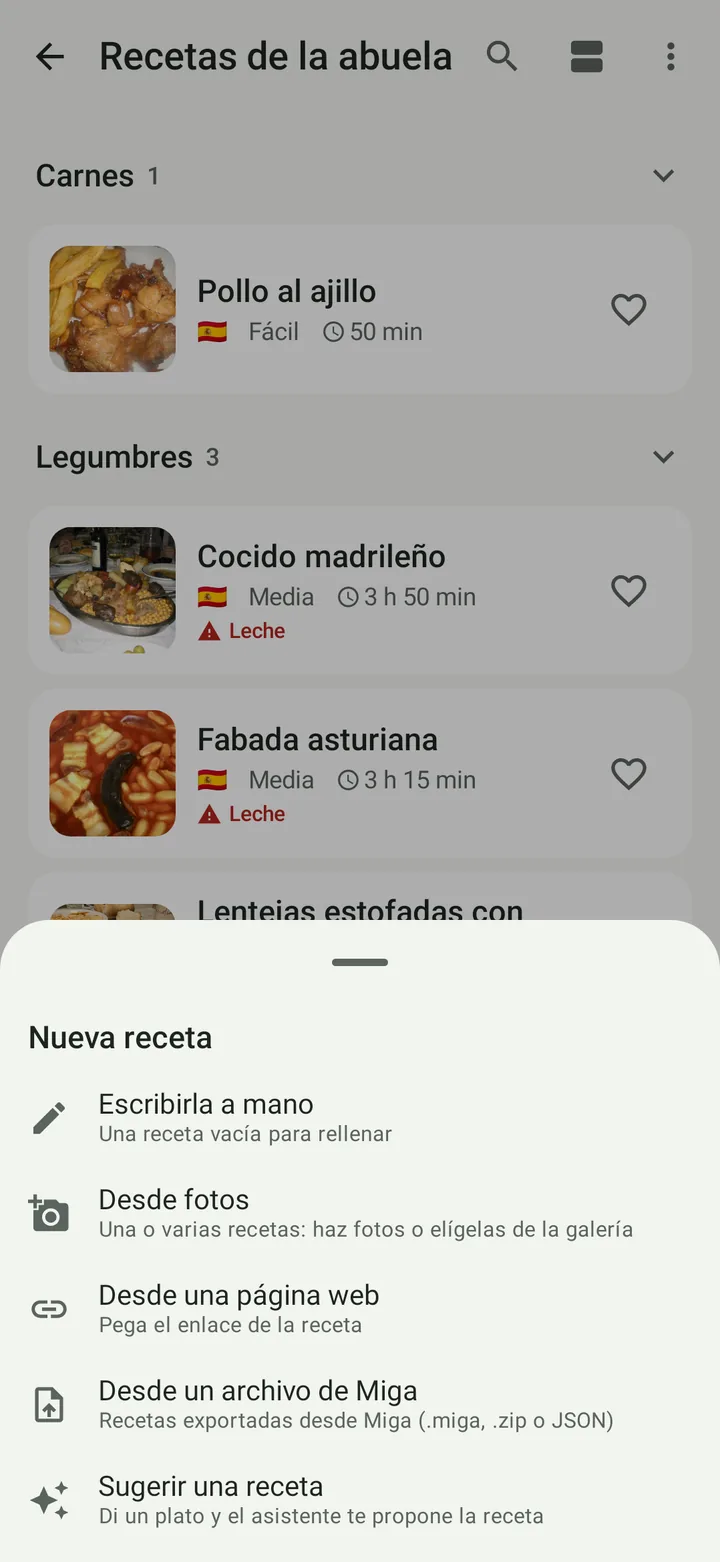 Recetas de la abuela
Carnes 1
Pollo al ajillo
Fácil 50 min
Legumbres 3
Cocido madrileño
Media 3 h 50 min
Leche
Fabada asturiana
Media 3 h 15 min
Leche
Lentejas estofadas con
Nueva receta
Escribirla a mano
Una receta vacía para rellenar
Desde fotos
Una o varias recetas: haz fotos o elígelas de la galería
Desde una página web
Pega el enlace de la receta
Desde un archivo de Miga
Recetas exportadas desde Miga (.miga, .zip o JSON)
Sugerir una receta
Di un plato y el asistente te propone la receta